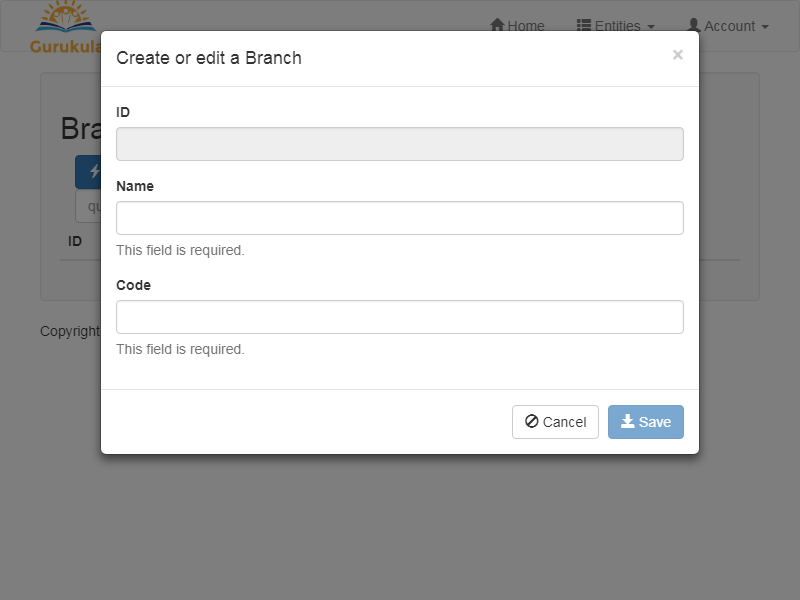 Home Entities Account
Gurukula
Create or edit a Branch ×
ID
Name
This field is required.
Code
This field is required.
Cancel Save
Bra
qu
ID
Copyright